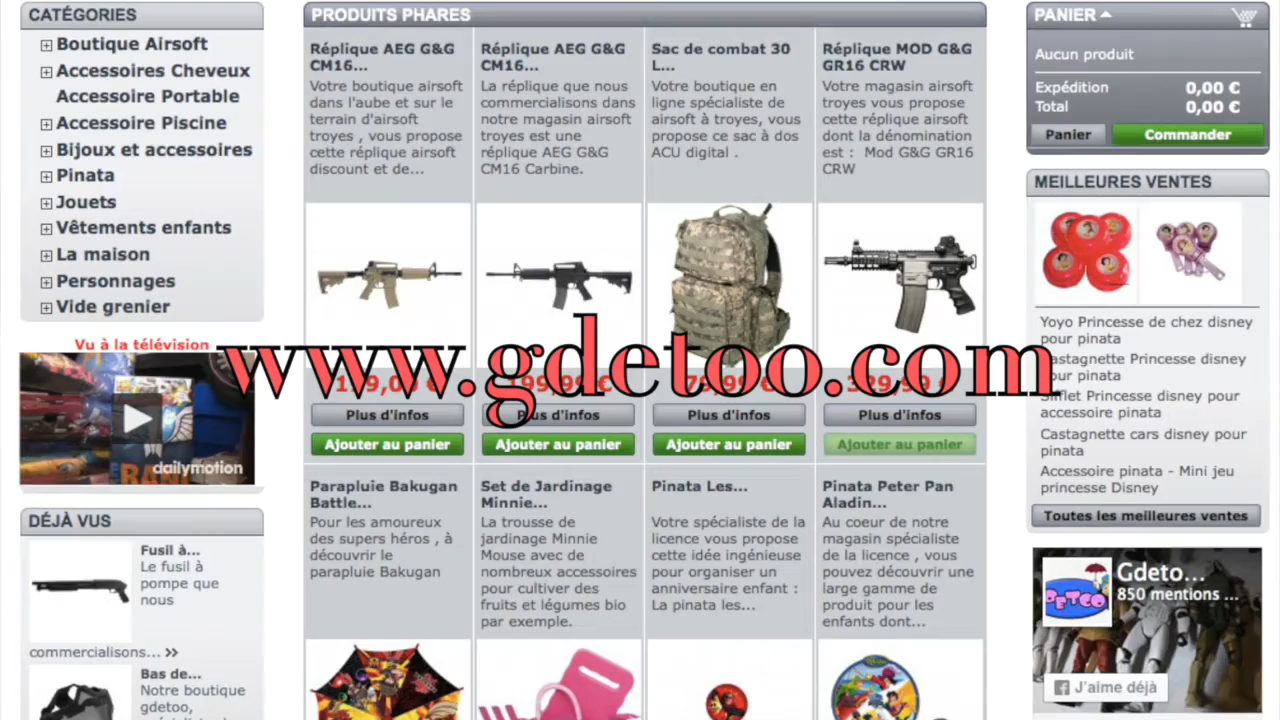 CATÉGORIES
Boutique Airsoft
Accessoires Cheveux
Accessoire Portable
Accessoire Piscine
Bijoux et accessoires
Pinata
Jouets
Vêtements enfants
La maison
Personnages
Vide grenier
Vu à la télévision
dailymotion
DÉJÀ VUS
Fusil à...
Le fusil à
pompe que
nous
commercialisons...
Bas de...
Notre boutique
gdetoo,
PRODUITS PHARES
Réplique AEG G&G
CM16...
Votre boutique airsoft
dans l'aube et sur le
terrain d'airsoft
troyes , vous propose
cette réplique airsoft
discount et de...
Plus d'infos
Ajouter au panier
Réplique AEG G&G
CM16...
La réplique que nous
commercialisons dans
notre magasin airsoft
troyes est une
réplique AEG G&G
CM16 Carbine.
199,99 €
Plus d'infos
Ajouter au panier
Sac de combat 30
L...
Votre boutique en
ligne spécialiste de
airsoft à troyes, vous
propose ce sac à dos
ACU digital .
79,99 €
Plus d'infos
Ajouter au panier
Réplique MOD G&G
GR16 CRW
Votre magasin airsoft
troyes vous propose
cette réplique airsoft
dont la dénomination
est : Mod G&G GR16
CRW
329,99 €
Plus d'infos
Ajouter au panier
www.gdetoo.com
Parapluie Bakugan
Battle...
Pour les amoureux
des supers héros , à
découvrir le
parapluie Bakugan
Set de Jardinage
Minnie...
La trousse de
jardinage Minnie
Mouse avec de
nombreux accessoires
pour cultiver des
fruits et légumes bio
par exemple.
Pinata Les...
Votre spécialiste de la
licence vous propose
cette idée ingénieuse
pour organiser un
anniversaire enfant :
La pinata les...
Pinata Peter Pan
Aladin...
Au coeur de notre
magasin spécialiste
de la licence , vous
pouvez découvrir une
large gamme de
produit pour les
enfants dont...
PANIER
Aucun produit
Expédition 0,00 €
Total 0,00 €
Panier Commander
MEILLEURES VENTES
Yoyo Princesse de chez disney
pour pinata
Castagnette Princesse disney
pour pinata
Sifflet Princesse disney pour
accessoire pinata
Castagnette cars disney pour
pinata
Accessoire pinata - Mini jeu
princesse Disney
Toutes les meilleures ventes
Gdeto...
850 mentions ...
J'aime déjà